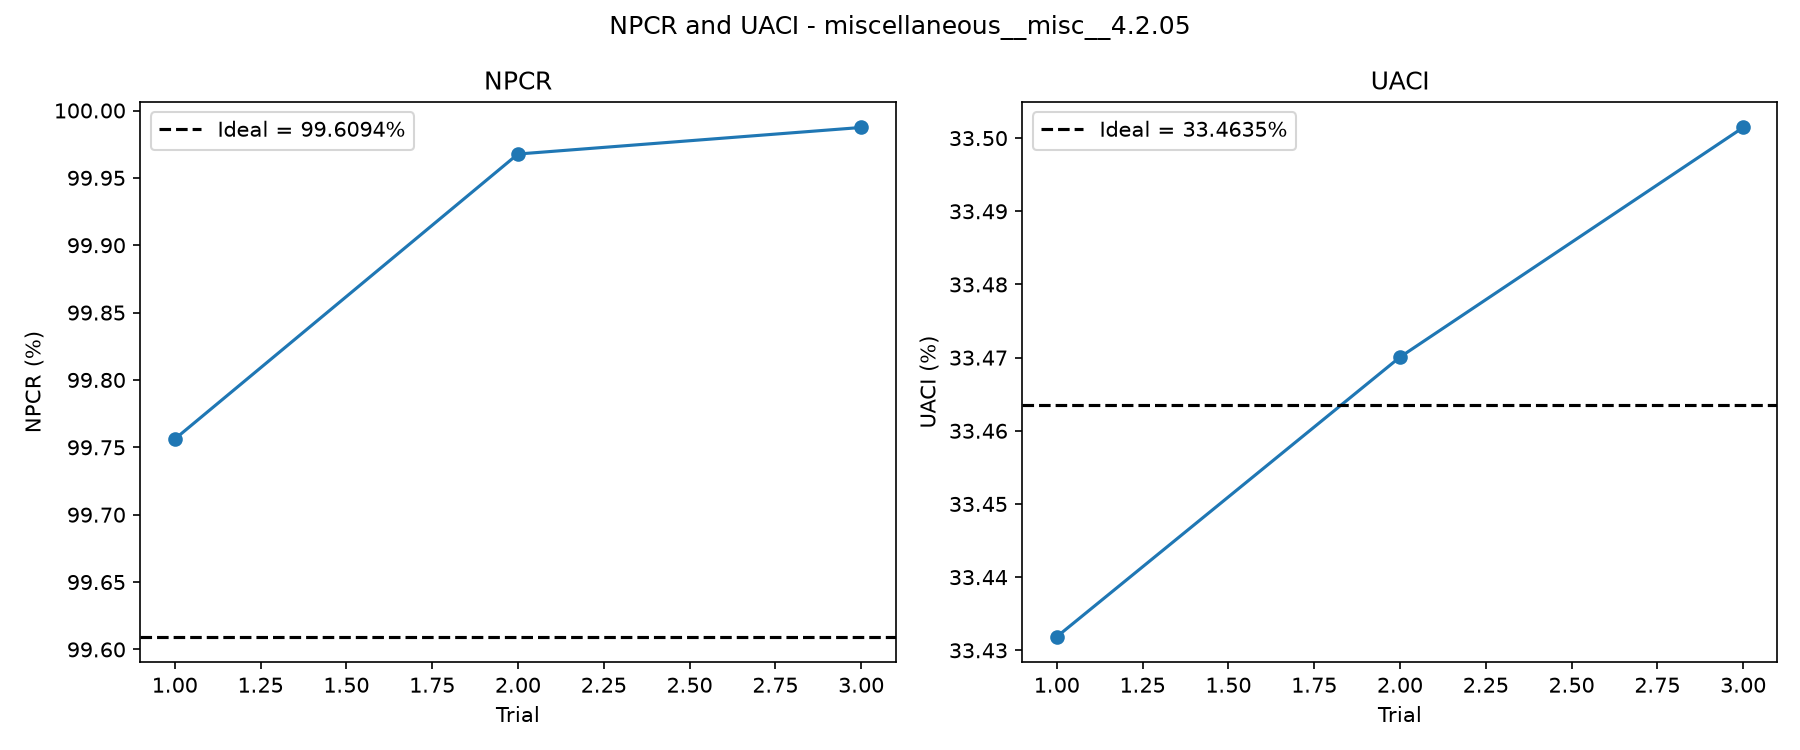 NPCR and UACI - miscellaneous__misc__4.2.05
NPCR
Ideal = 99.6094%
NPCR (%)
100.00
99.95
99.90
99.85
99.80
99.75
99.70
99.65
99.60
1.00 1.25 1.50 1.75 2.00 2.25 2.50 2.75 3.00
Trial
UACI
Ideal = 33.4635%
UACI (%)
33.50
33.49
33.48
33.47
33.46
33.45
33.44
33.43
1.00 1.25 1.50 1.75 2.00 2.25 2.50 2.75 3.00
Trial